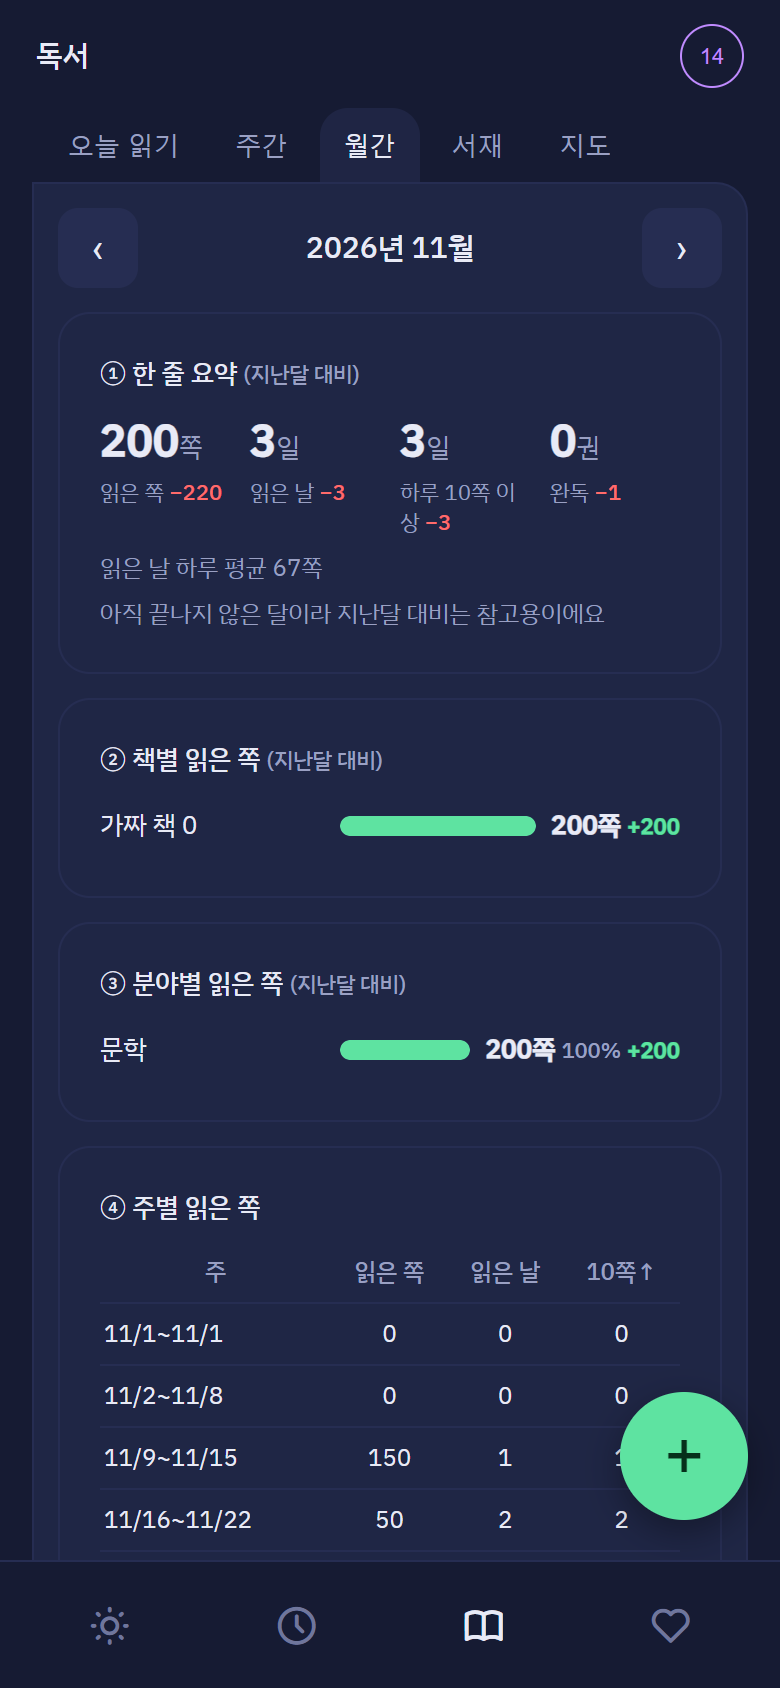 독서
14
오늘 읽기 주간 월간 서재 지도
‹ 2026년 11월 ›
① 한 줄 요약 (지난달 대비)
200쪽 3일 3일 0권
읽은 쪽 −220 읽은 날 −3 하루 10쪽 이상 −3 완독 −1
읽은 날 하루 평균 67쪽
아직 끝나지 않은 달이라 지난달 대비는 참고용이에요
② 책별 읽은 쪽 (지난달 대비)
가짜 책 0 200쪽 +200
③ 분야별 읽은 쪽 (지난달 대비)
문학 200쪽 100% +200
④ 주별 읽은 쪽
주 읽은 쪽 읽은 날 10쪽↑
11/1~11/1 0 0 0
11/2~11/8 0 0 0
11/9~11/15 150 1
11/16~11/22 50 2 2
+